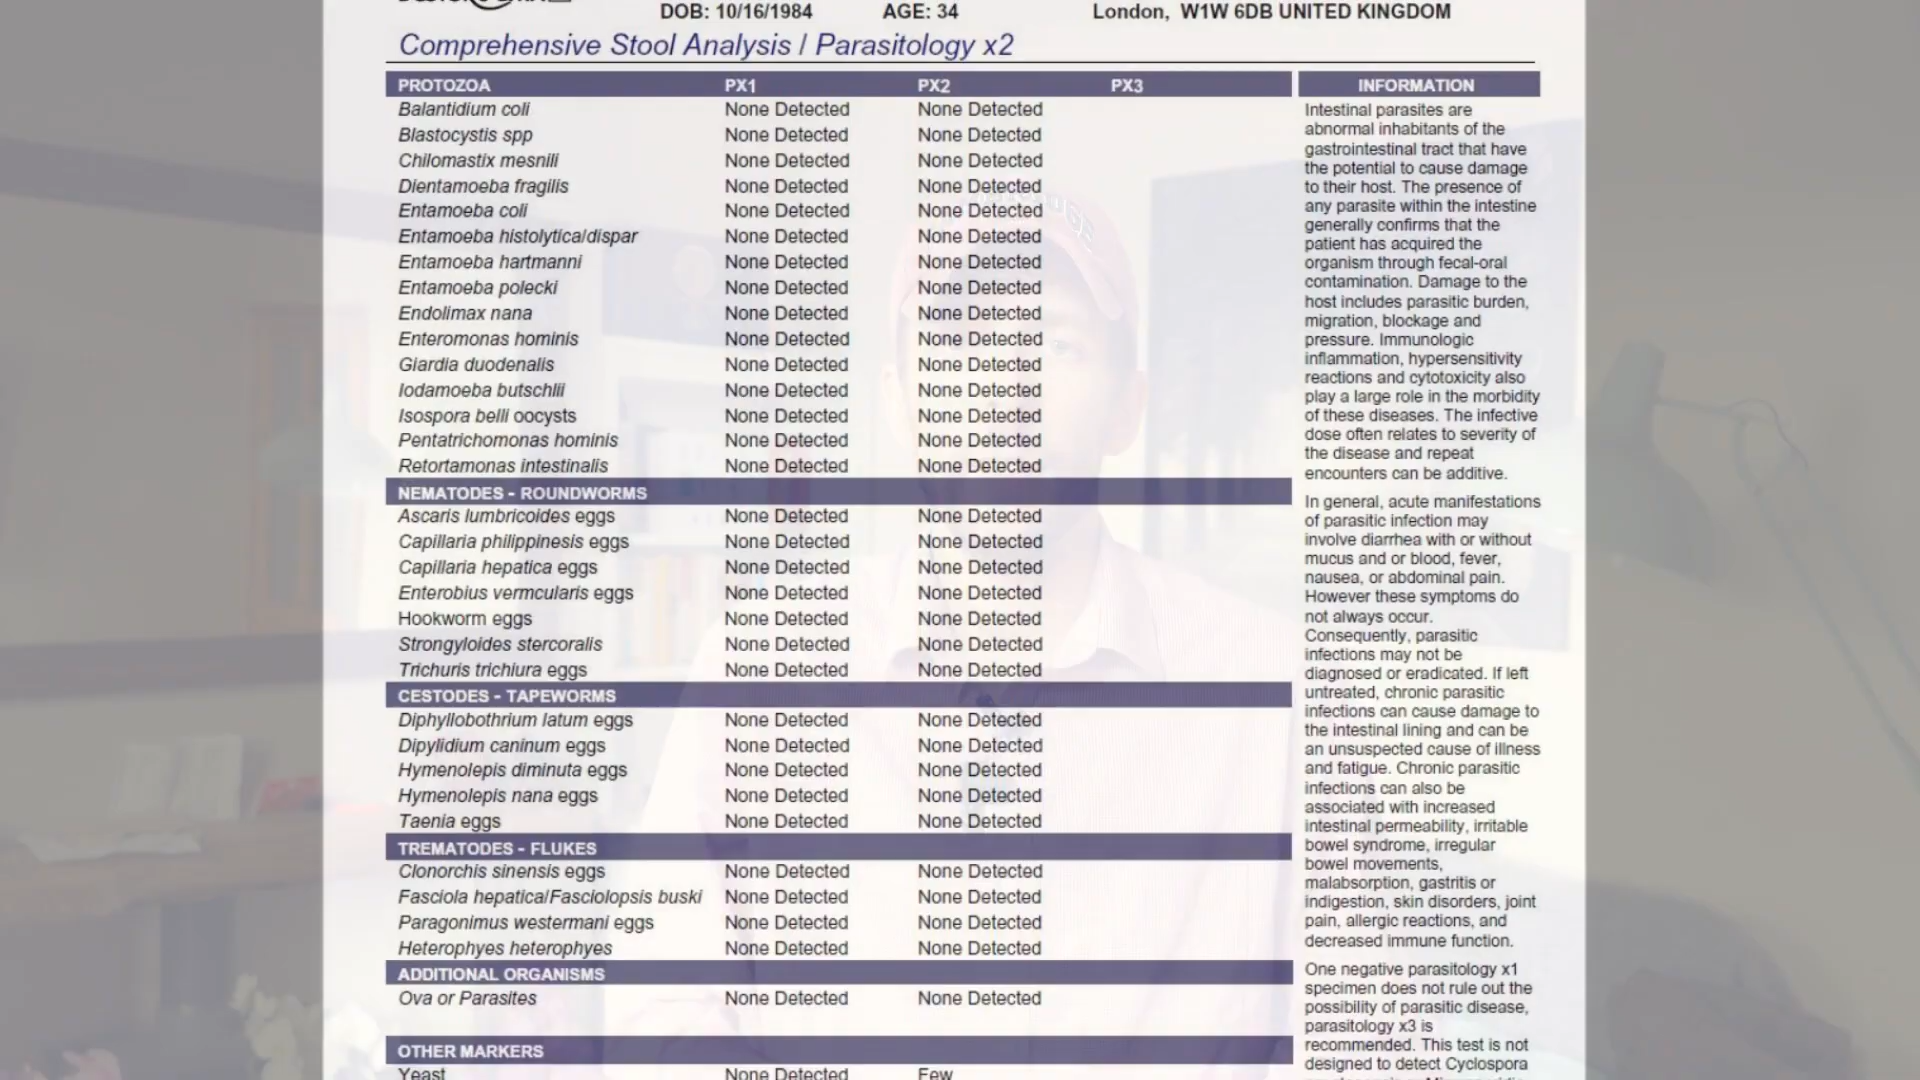 DOB: 10/16/1984 AGE: 34 London, W1W 6DB UNITED KINGDOM
Comprehensive Stool Analysis / Parasitology x2
PROTOZOA PX1 PX2 PX3
Balantidium coli None Detected None Detected
Blastocystis spp None Detected None Detected
Chilomastix mesnili None Detected None Detected
Dientamoeba fragilis None Detected None Detected
Entamoeba coli None Detected None Detected
Entamoeba histolytica/dispar None Detected None Detected
Entamoeba hartmanni None Detected None Detected
Entamoeba polecki None Detected None Detected
Endolimax nana None Detected None Detected
Enteromonas hominis None Detected None Detected
Giardia duodenalis None Detected None Detected
Iodamoeba butschlii None Detected None Detected
Isospora belli oocysts None Detected None Detected
Pentatrichomonas hominis None Detected None Detected
Retortamonas intestinalis None Detected None Detected
NEMATODES - ROUNDWORMS
Ascaris lumbricoides eggs None Detected None Detected
Capillaria philippinesis eggs None Detected None Detected
Capillaria hepatica eggs None Detected None Detected
Enterobius vermcularis eggs None Detected None Detected
Hookworm eggs None Detected None Detected
Strongyloides stercoralis None Detected None Detected
Trichuris trichiura eggs None Detected None Detected
CESTODES - TAPEWORMS
Diphyllobothrium latum eggs None Detected None Detected
Dipylidium caninum eggs None Detected None Detected
Hymenolepis diminuta eggs None Detected None Detected
Hymenolepis nana eggs None Detected None Detected
Taenia eggs None Detected None Detected
TREMATODES - FLUKES
Clonorchis sinensis eggs None Detected None Detected
Fasciola hepatica/Fasciolopsis buski None Detected None Detected
Paragonimus westermani eggs None Detected None Detected
Heterophyes heterophyes None Detected None Detected
ADDITIONAL ORGANISMS
Ova or Parasites None Detected None Detected
OTHER MARKERS
Yeast None Detected Few
INFORMATION
Intestinal parasites are
abnormal inhabitants of the
gastrointestinal tract that have
the potential to cause damage
to their host. The presence of
any parasite within the intestine
generally confirms that the
patient has acquired the
organism through fecal-oral
contamination. Damage to the
host includes parasitic burden,
migration, blockage and
pressure. Immunologic
inflammation, hypersensitivity
reactions and cytotoxicity also
play a large role in the morbidity
of these diseases. The infective
dose often relates to severity of
the disease and repeat
encounters can be additive.
In general, acute manifestations
of parasitic infection may
involve diarrhea with or without
mucus and or blood, fever,
nausea, or abdominal pain.
However these symptoms do
not always occur.
Consequently, parasitic
infections may not be
diagnosed or eradicated. If left
untreated, chronic parasitic
infections can cause damage to
the intestinal lining and can be
an unsuspected cause of illness
and fatigue. Chronic parasitic
infections can also be
associated with increased
intestinal permeability, irritable
bowel syndrome, irregular
bowel movements,
malabsorption, gastritis or
indigestion, skin disorders, joint
pain, allergic reactions, and
decreased immune function.
One negative parasitology x1
specimen does not rule out the
possibility of parasitic disease,
parasitology x3 is
recommended. This test is not
designed to detect Cyclospora